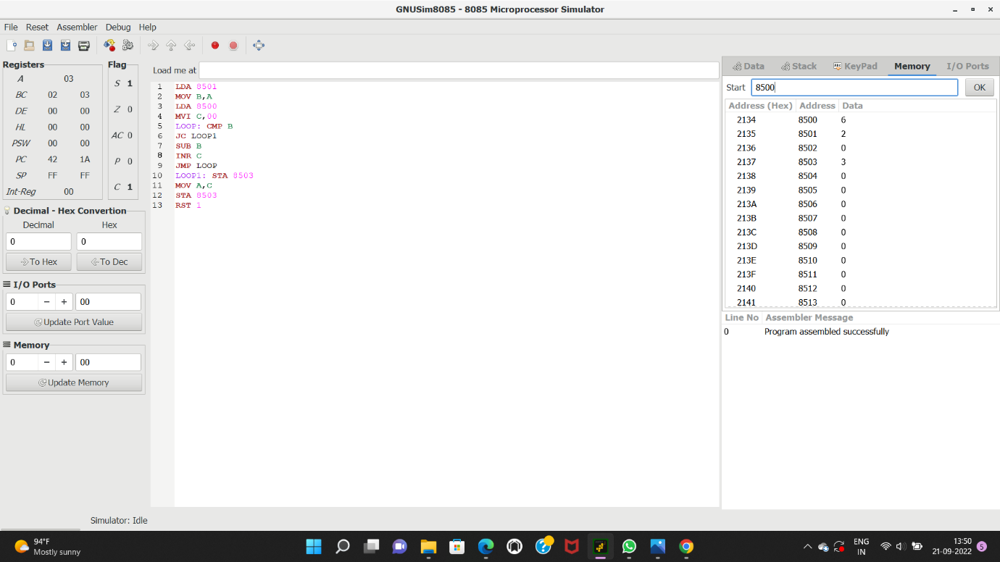 GNUSim8085 - 8085 Microprocessor Simulator
File Reset Assembler Debug Help
Registers
A 03
BC 02 03
DE 00 00
HL 00 00
PSW 00 00
PC 42 1A
SP FF FF
Int-Reg 00
Flag
S 1
Z 0
AC 0
P 0
C 1
Decimal - Hex Convertion
Decimal Hex
0 0
To Hex To Dec
I/O Ports
0 − + 00
Update Port Value
Memory
0 − + 00
Update Memory
Load me at
1 LDA 8501
2 MOV B,A
3 LDA 8500
4 MVI C,00
5 LOOP: CMP B
6 JC LOOP1
7 SUB B
8 INR C
9 JMP LOOP
10 LOOP1: STA 8503
11 MOV A,C
12 STA 8503
13 RST 1
Data Stack Abc KeyPad Memory I/O Ports
Start 8500 OK
Address (Hex) Address Data
2134 8500 6
2135 8501 2
2136 8502 0
2137 8503 3
2138 8504 0
2139 8505 0
213A 8506 0
213B 8507 0
213C 8508 0
213D 8509 0
213E 8510 0
213F 8511 0
2140 8512 0
2141 8513 0
Line No Assembler Message
0 Program assembled successfully
Simulator: Idle
94°F
Mostly sunny
ENG
IN
13:50
21-09-2022
5